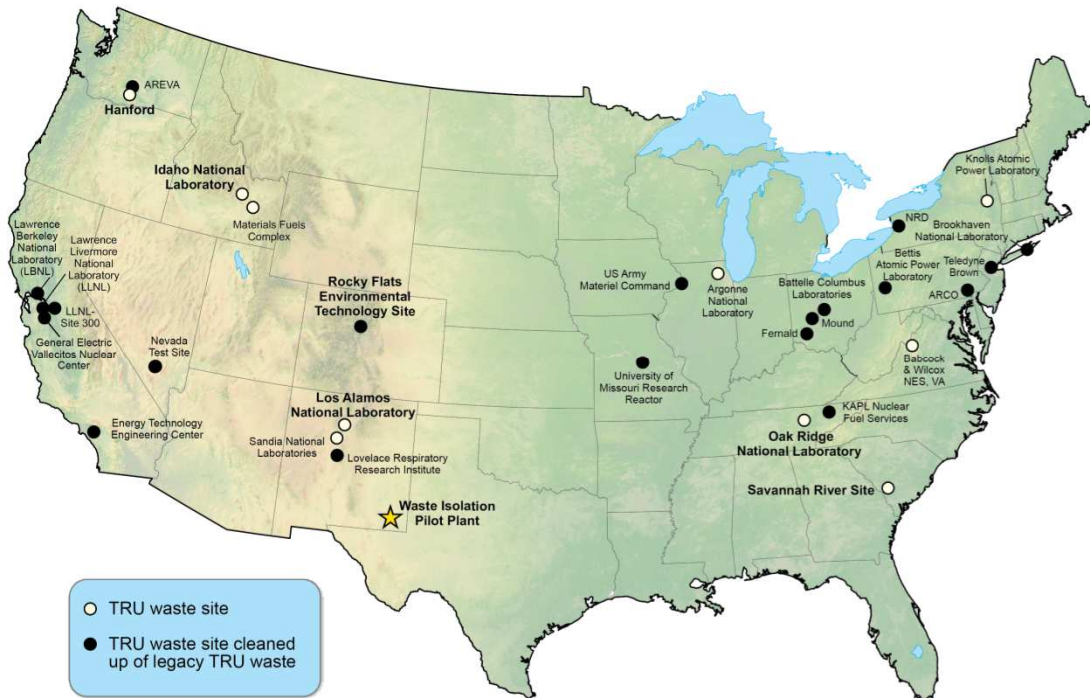 AREVA
Hanford
Idaho National
Laboratory
Materials Fuels
Complex
Lawrence
Berkeley
National
Laboratory
(LBNL)
Lawrence
Livermore
National
Laboratory
(LLNL)
LLNL-
Site 300
General Electric
Vallecitos Nuclear
Center
Nevada
Test Site
Energy Technology
Engineering Center
Rocky Flats
Environmental
Technology Site
Los Alamos
National Laboratory
Sandia National
Laboratories
Lovelace Respiratory
Research Institute
Waste Isolation
Pilot Plant
US Army
Materiel Command
Argonne
National
Laboratory
University of
Missouri Research
Reactor
Battelle Columbus
Laboratories
Mound
Fernald
Knolls Atomic
Power Laboratory
NRD
Brookhaven
National Laboratory
Bettis
Atomic Power
Laboratory
Teledyne
Brown
ARCO
Babcock
& Wilcox
NES, VA
KAPL Nuclear
Fuel Services
Oak Ridge
National Laboratory
Savannah River Site
TRU waste site
TRU waste site cleaned
up of legacy TRU waste